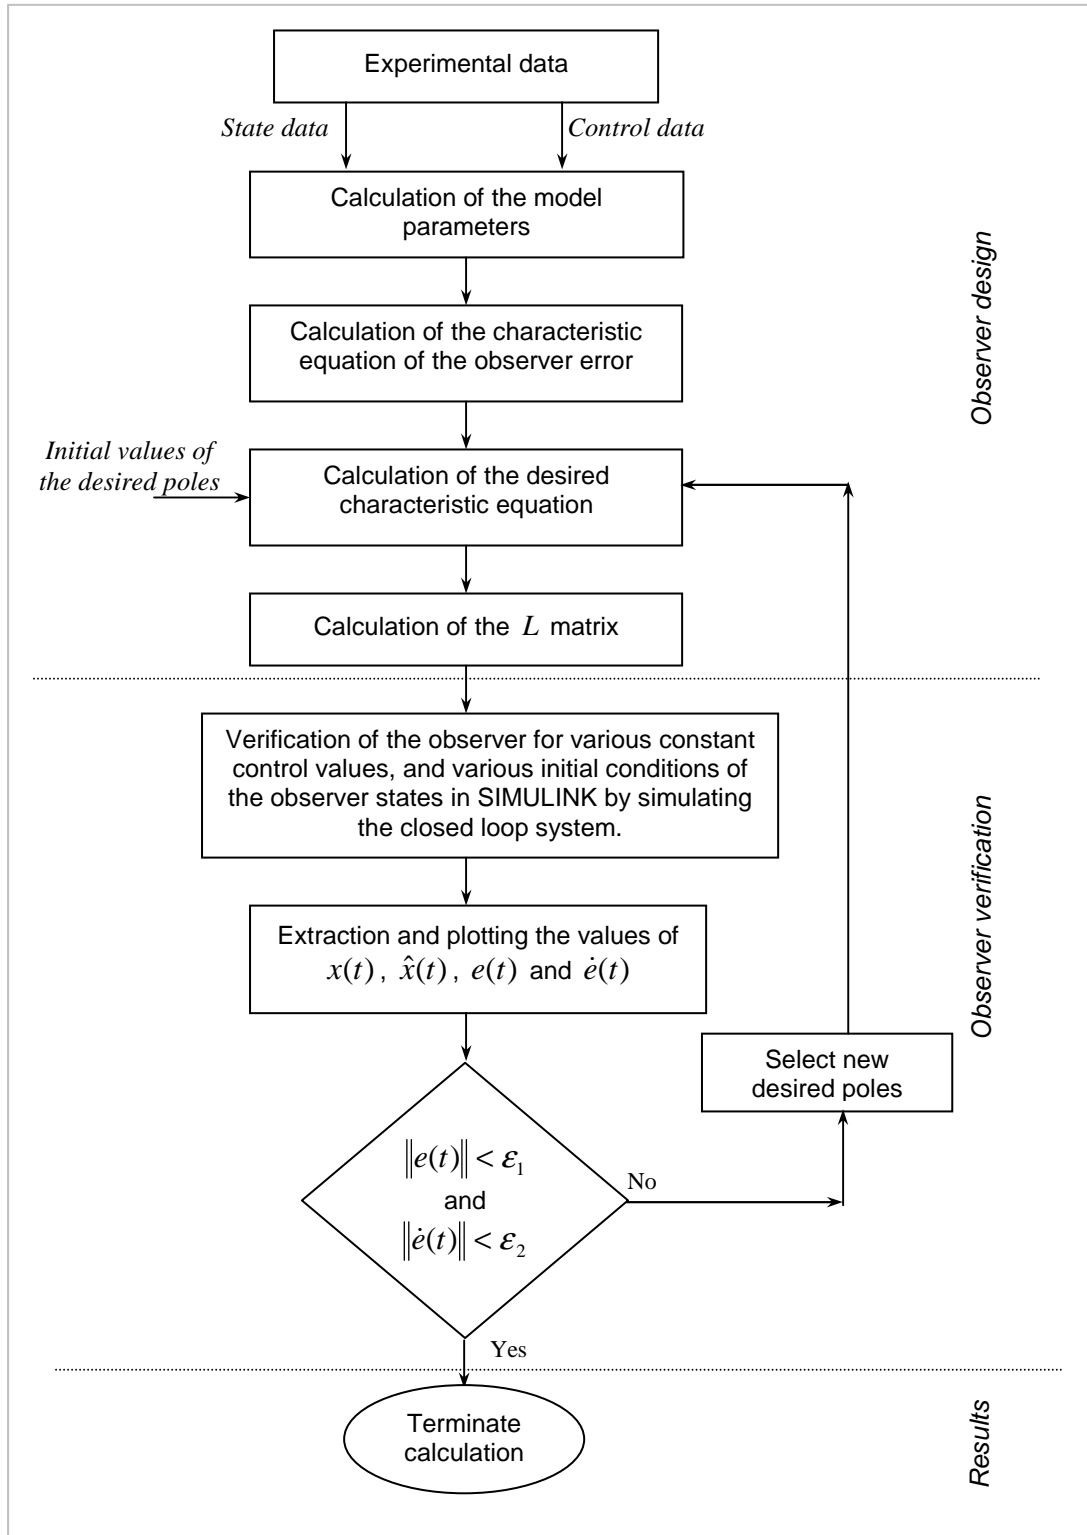 Experimental data
State data
Control data
Calculation of the model
parameters
Observer design
Calculation of the characteristic
equation of the observer error
Initial values of
the desired poles
Calculation of the desired
characteristic equation
Calculation of the L matrix
Verification of the observer for various constant
control values, and various initial conditions of
the observer states in SIMULINK by simulating
the closed loop system.
Observer verification
Extraction and plotting the values of
x(t), x̂(t), e(t) and ė(t)
Select new
desired poles
‖e(t)‖ < ε₁
and
‖ė(t)‖ < ε₂
No
Yes
Terminate
calculation
Results